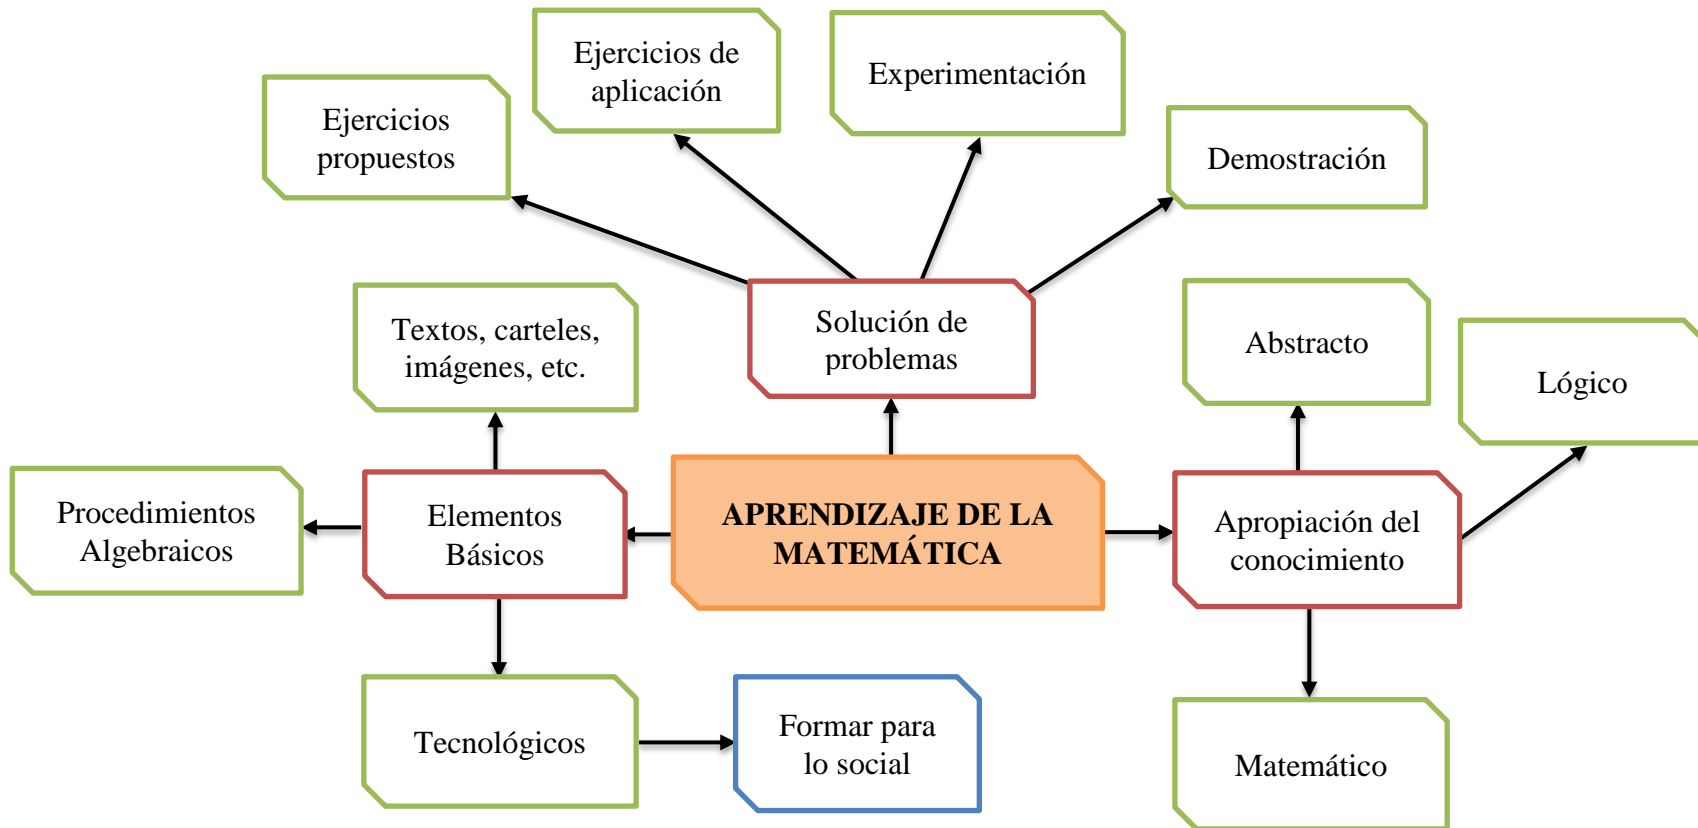 Ejercicios de
aplicación
Experimentación
Ejercicios
propuestos
Demostración
Solución de
problemas
Textos, carteles,
imágenes, etc.
Abstracto
Lógico
Procedimientos
Algebraicos
Elementos
Básicos
APRENDIZAJE DE LA
MATEMÁTICA
Apropiación del
conocimiento
Tecnológicos
Formar para
lo social
Matemático